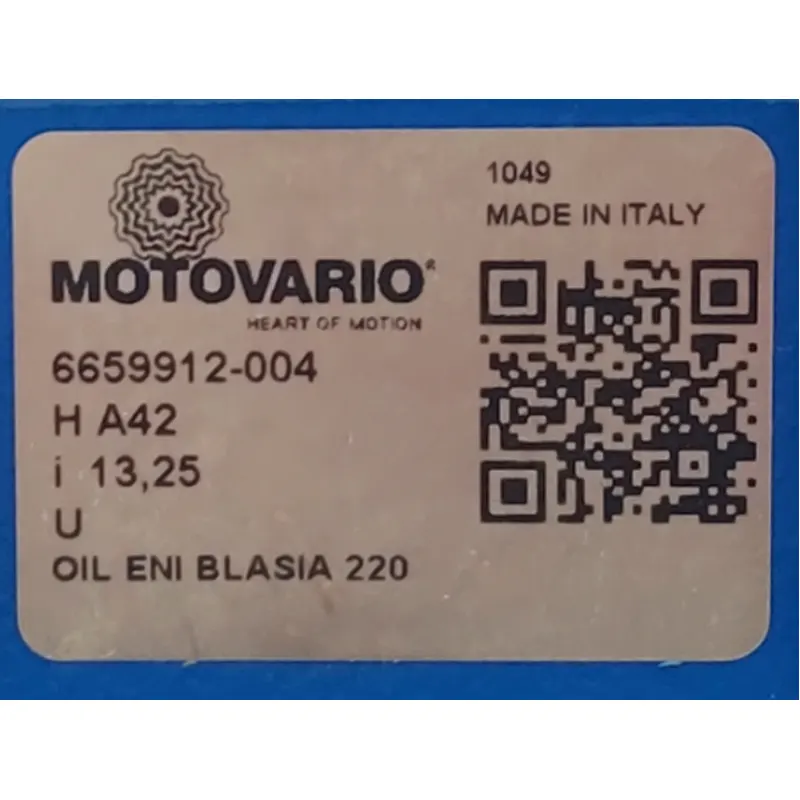 MOTOVARIO
HEART OF MOTION
6659912-004
H A42
i 13,25
U
OIL ENI BLASIA 220
1049
MADE IN ITALY